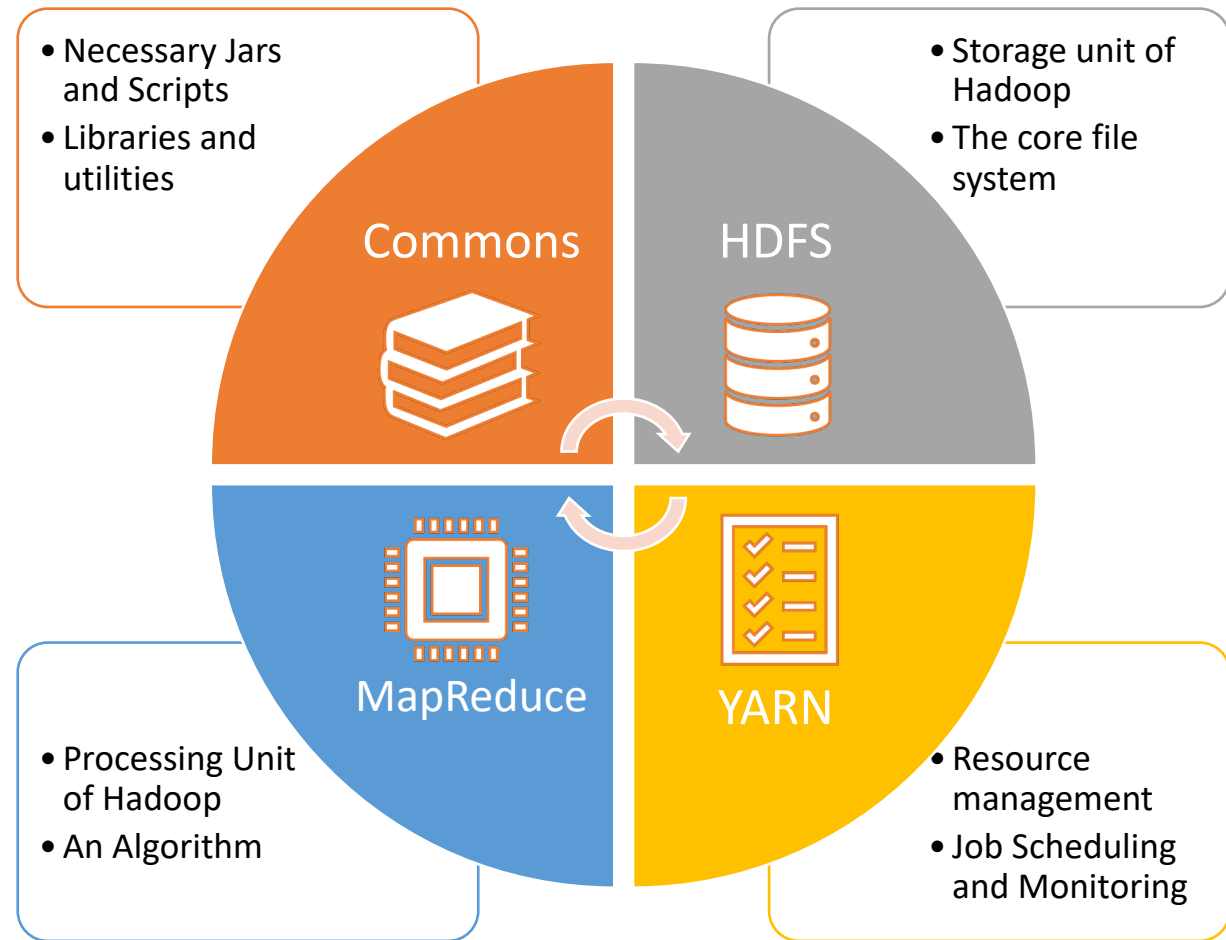 • Necessary Jars
and Scripts
• Libraries and
utilities
Commons
• Storage unit of
Hadoop
• The core file
system
HDFS
MapReduce
• Processing Unit
of Hadoop
• An Algorithm
YARN
• Resource
management
• Job Scheduling
and Monitoring